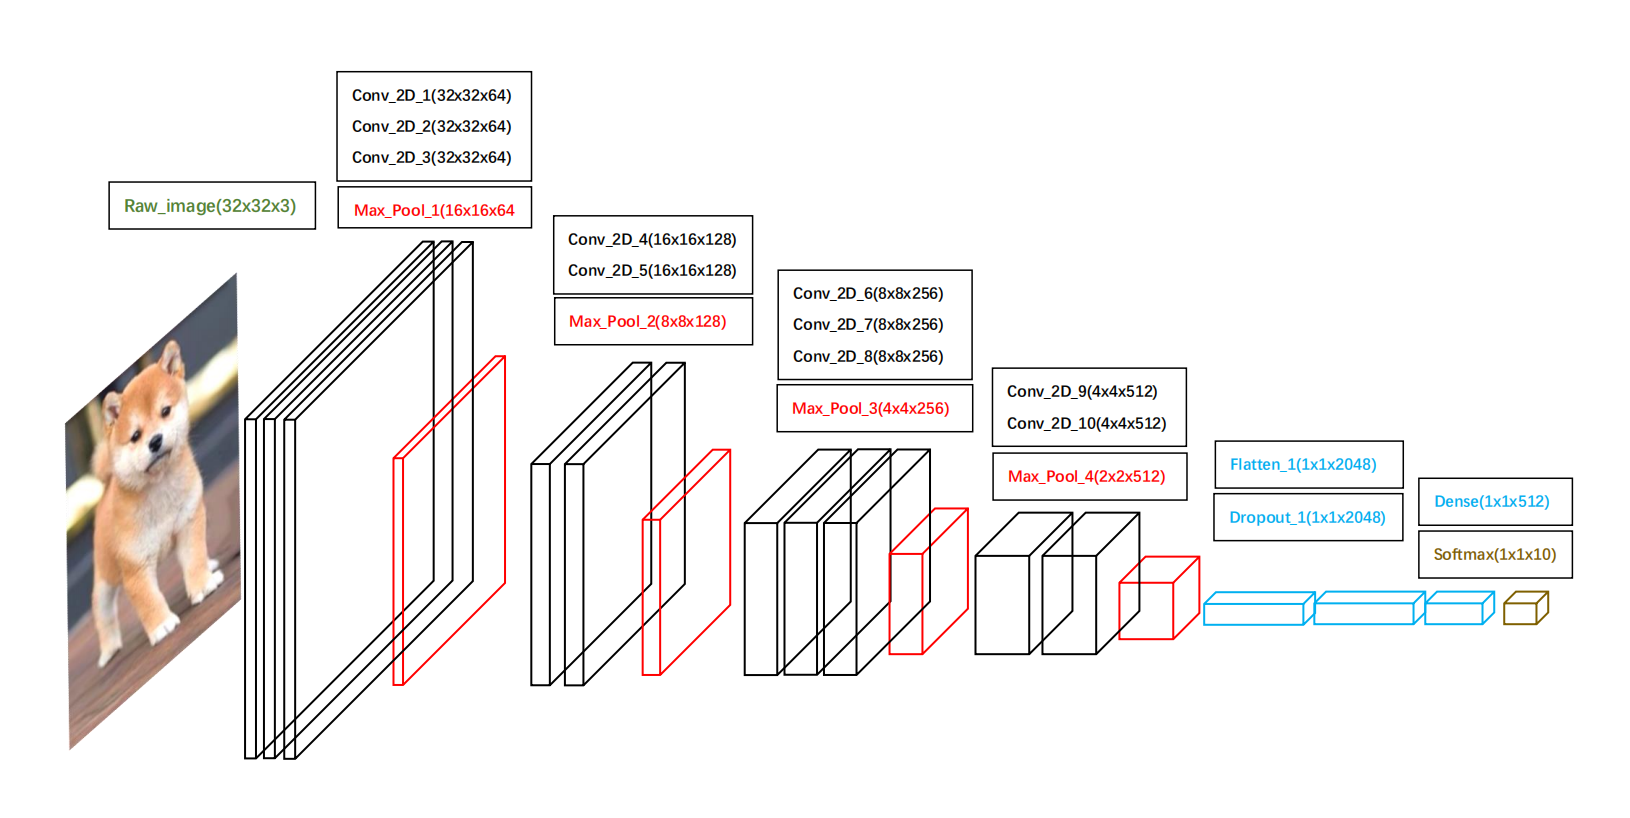 Raw_image(32x32x3)
Conv_2D_1(32x32x64)
Conv_2D_2(32x32x64)
Conv_2D_3(32x32x64)
Max_Pool_1(16x16x64
Conv_2D_4(16x16x128)
Conv_2D_5(16x16x128)
Max_Pool_2(8x8x128)
Conv_2D_6(8x8x256)
Conv_2D_7(8x8x256)
Conv_2D_8(8x8x256)
Max_Pool_3(4x4x256)
Conv_2D_9(4x4x512)
Conv_2D_10(4x4x512)
Max_Pool_4(2x2x512)
Flatten_1(1x1x2048)
Dropout_1(1x1x2048)
Dense(1x1x512)
Softmax(1x1x10)